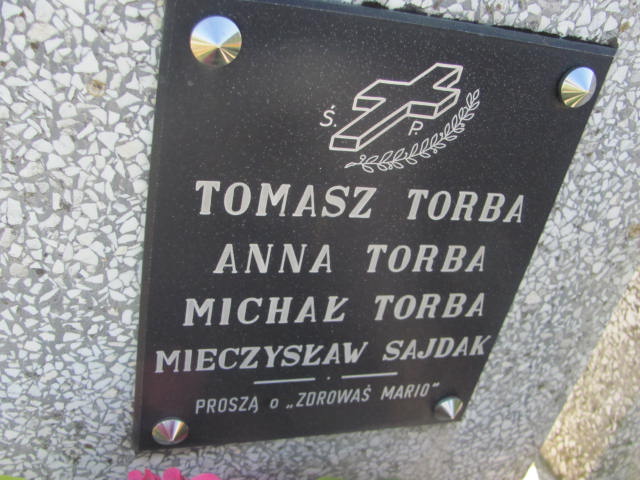 Ś. P.
TOMASZ TORBA
ANNA TORBA
MICHAŁ TORBA
MIECZYSŁAW SAJDAK
PROSZĄ o „ZDROWAŚ MARIO"